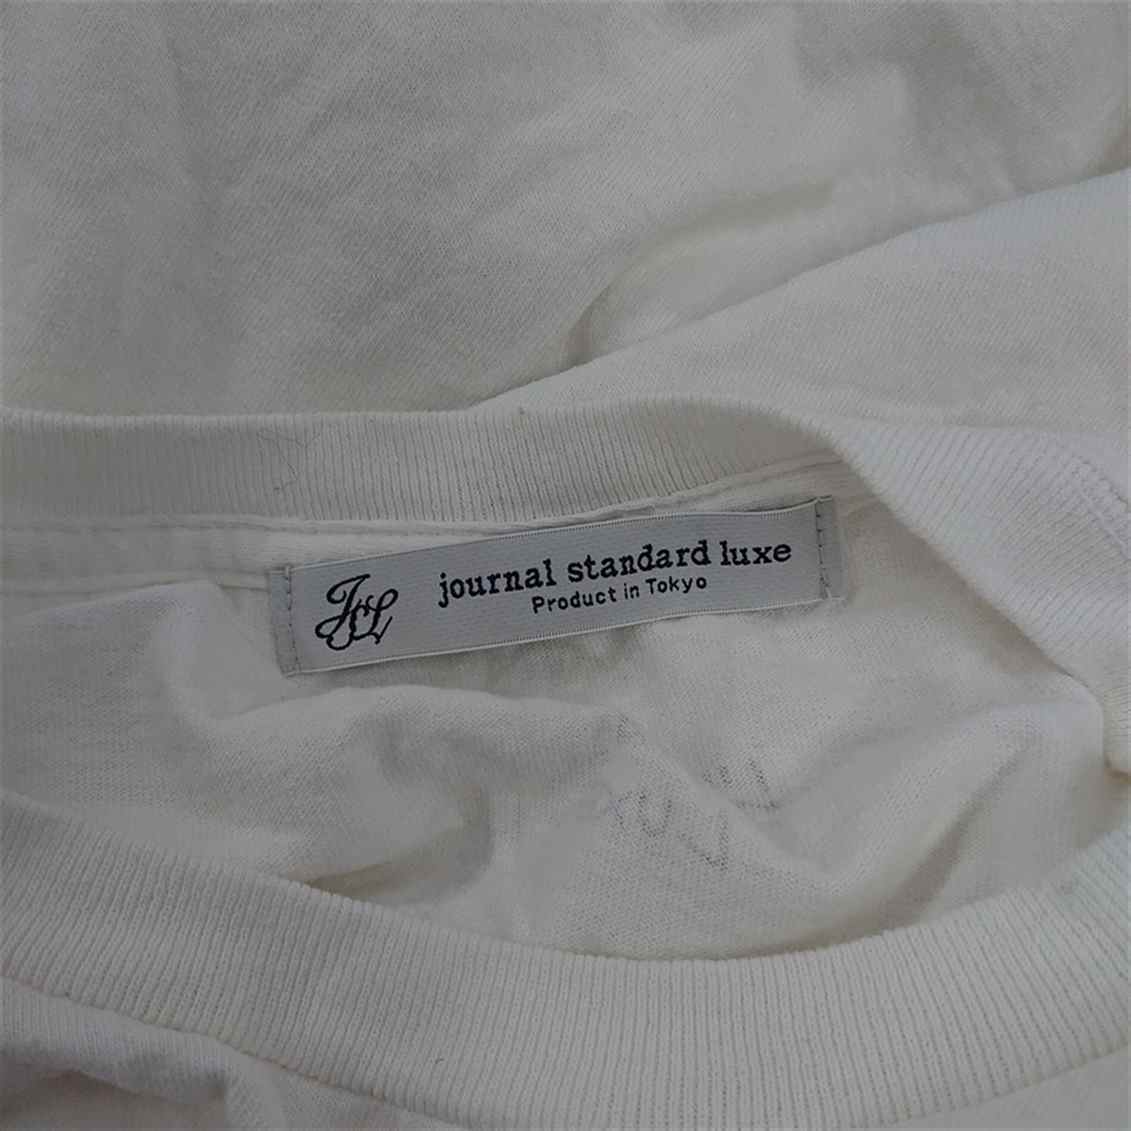 JSL
journal standard luxe
Product in Tokyo